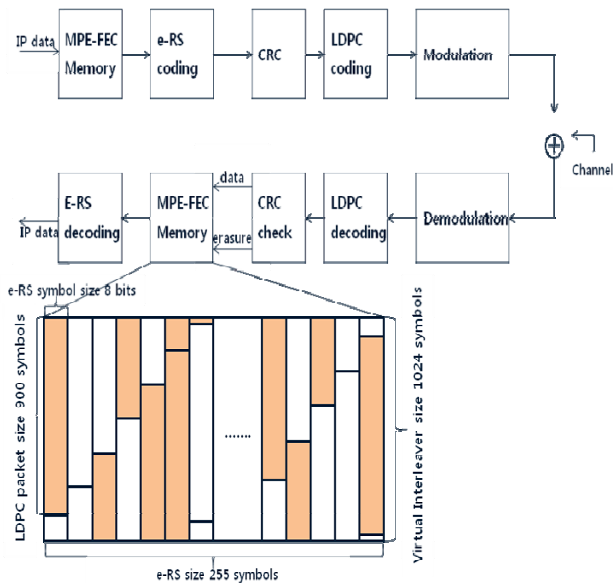 IP data
MPE-FEC
Memory
e-RS
coding
CRC
LDPC
coding
Modulation
Channel
E-RS
decoding
MPE-FEC
Memory
data
erasure
CRC
check
LDPC
decoding
Demodulation
IP data
e-RS symbol size 8 bits
LDPC packet size 900 symbols
.......
Virtual Interleaver size 1024 symbols
e-RS size 255 symbols